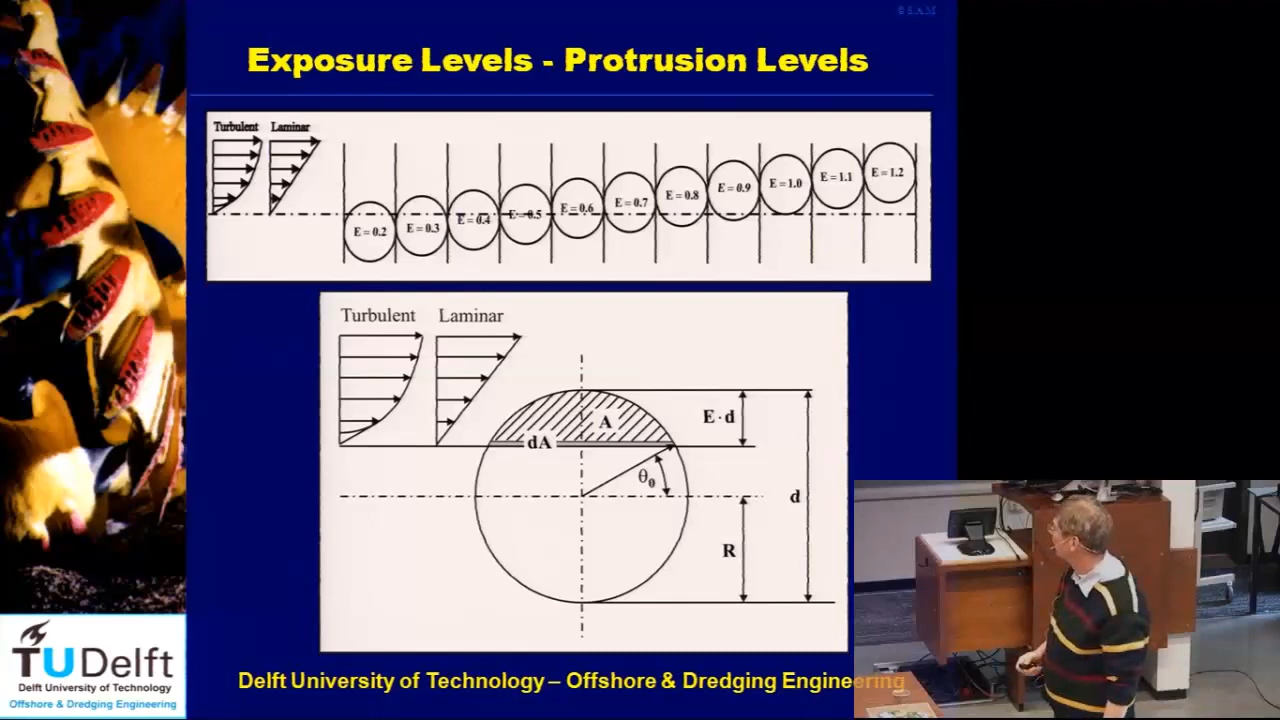 © S.A.M
Exposure Levels - Protrusion Levels
Turbulent Laminar
E = 0.2 E = 0.3 E = 0.4 E = 0.5 E = 0.6 E = 0.7 E = 0.8 E = 0.9 E = 1.0 E = 1.1 E = 1.2
Turbulent Laminar
A
E·d
dA
θ0
d
R
TUDelft
Delft University of Technology
Offshore & Dredging Engineering
Delft University of Technology – Offshore & Dredging Engineering